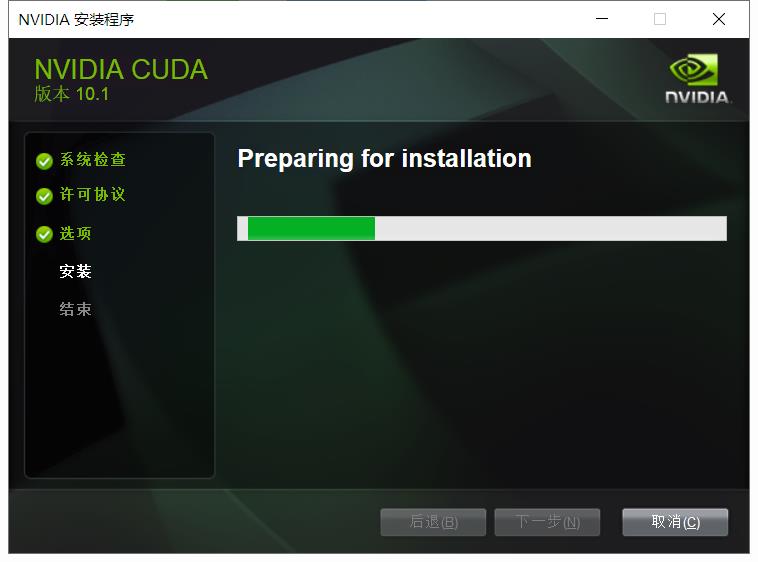 NVIDIA 安装程序
NVIDIA CUDA
版本 10.1
NVIDIA.
系统检查
许可协议
选项
安装
结束
Preparing for installation
后退(B)
下一步(N)
取消(C)